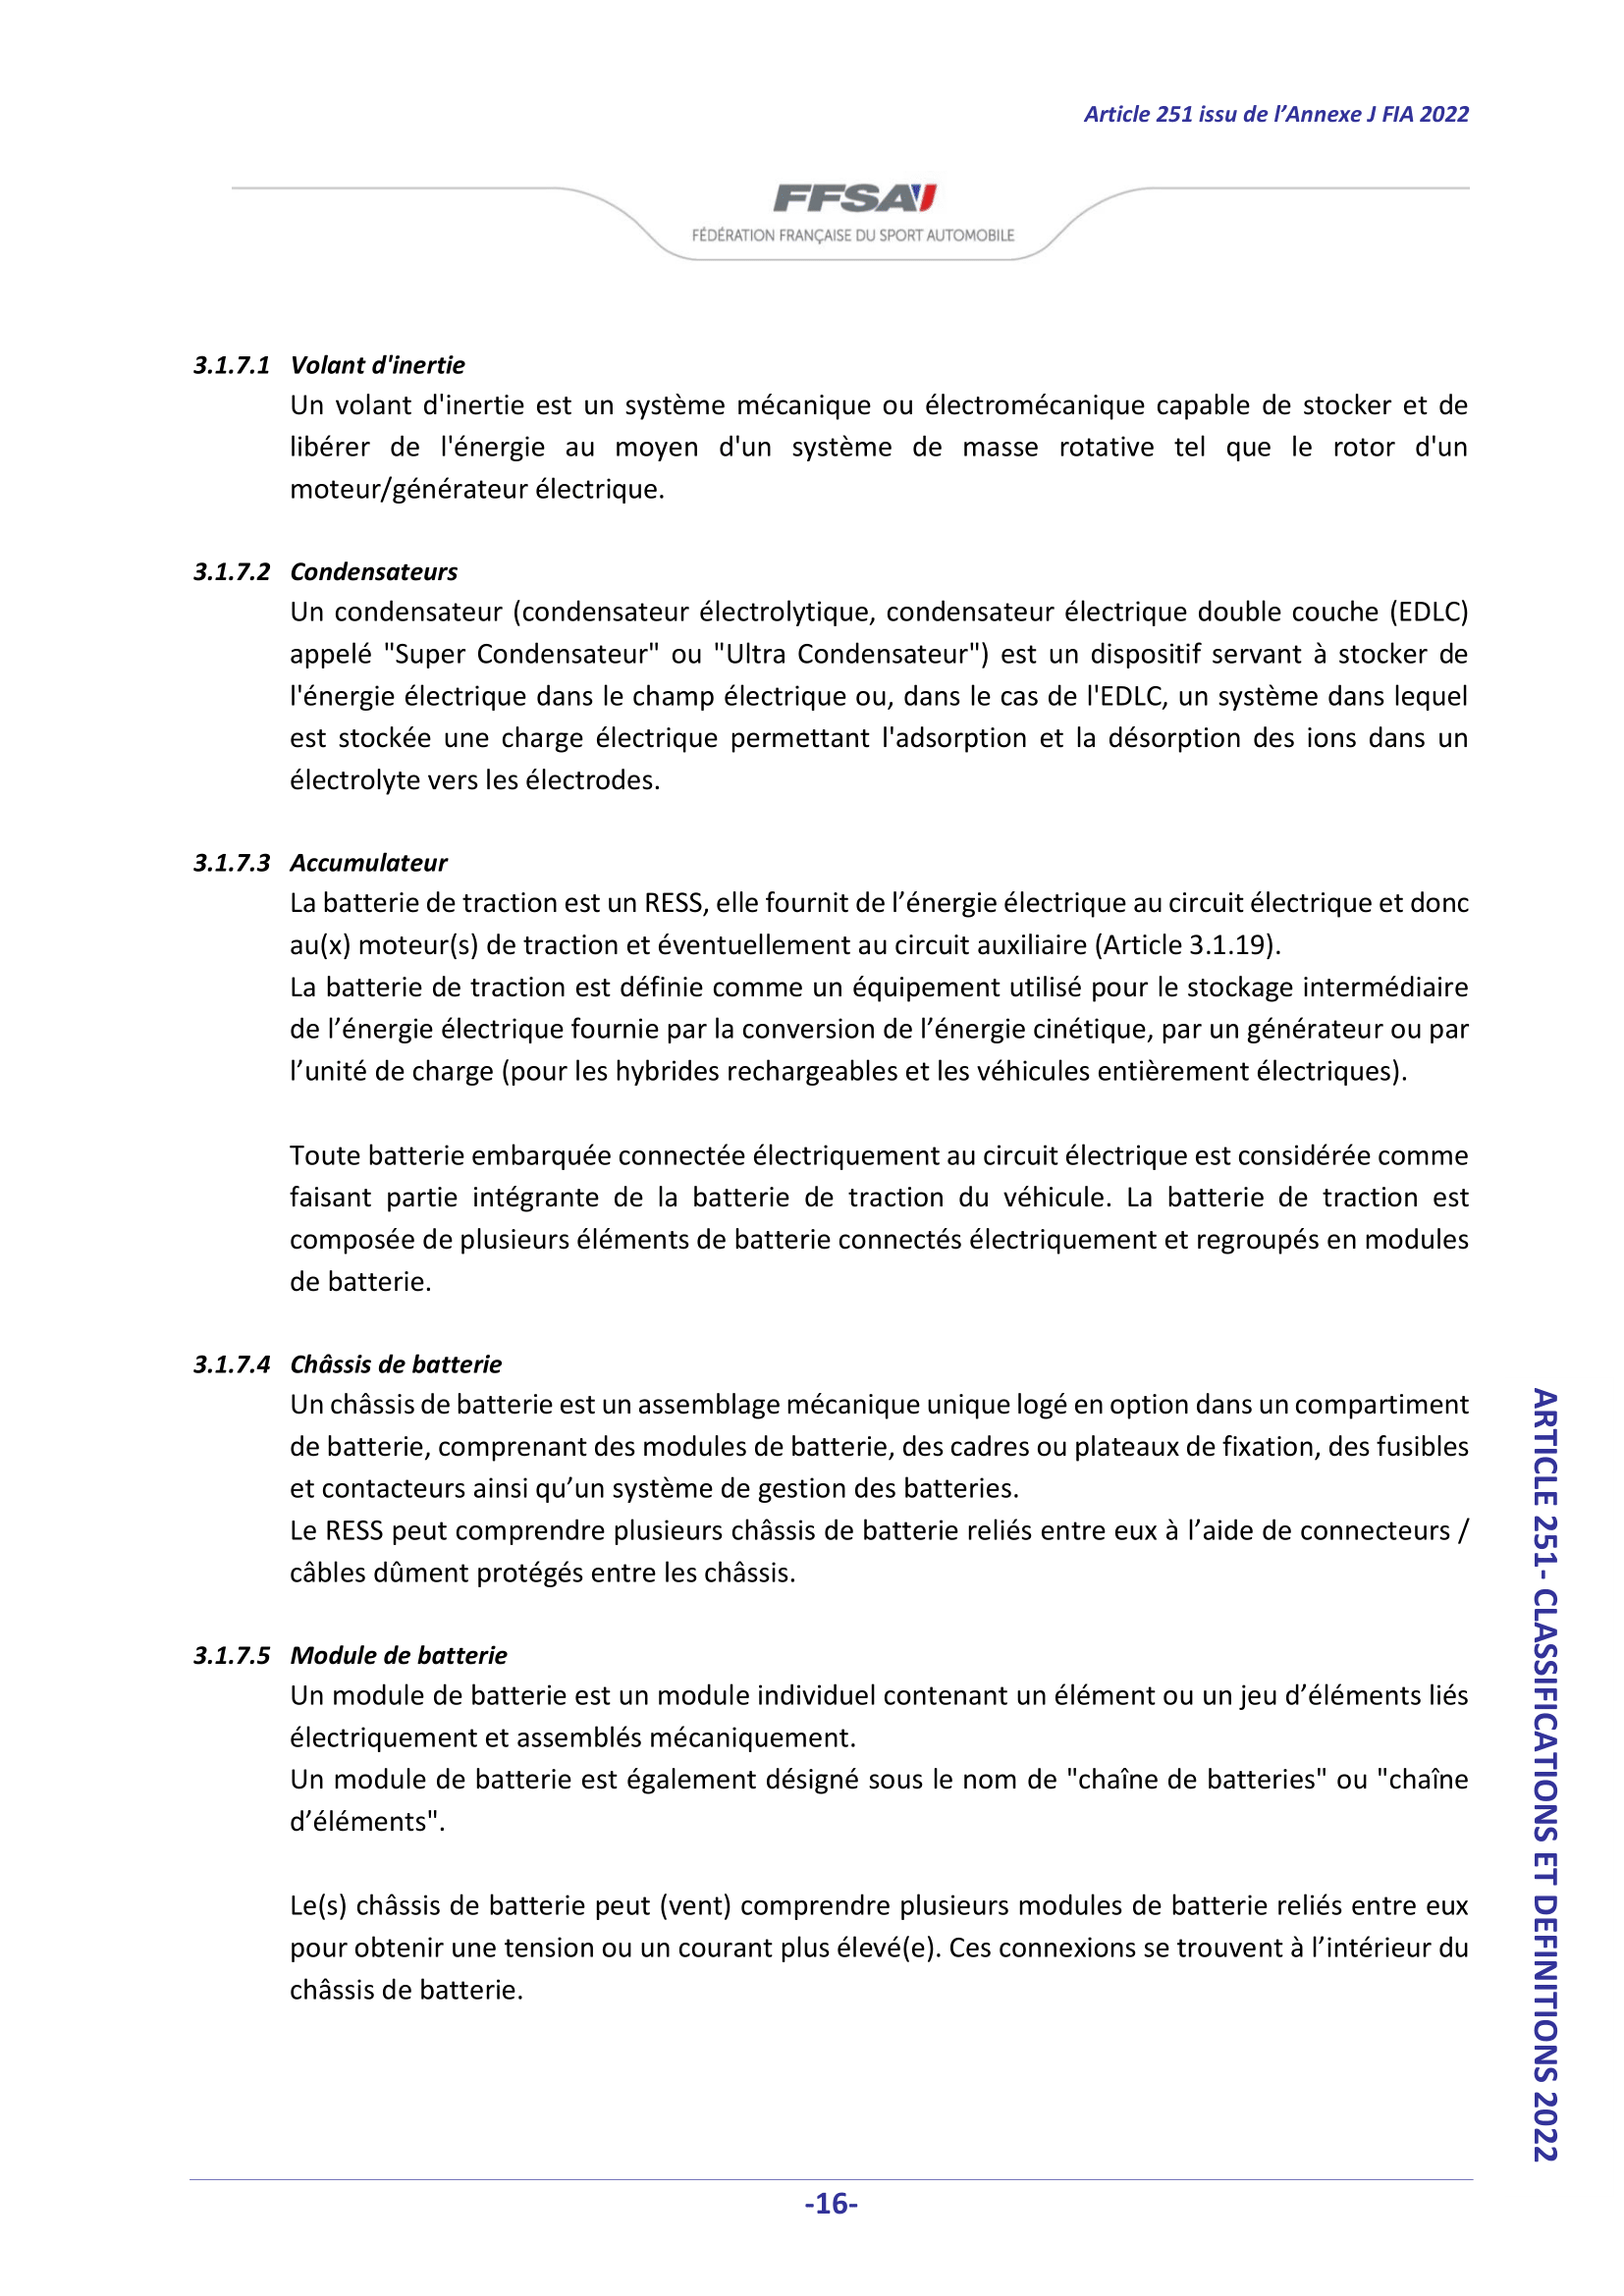 Article 251 issu de l’Annexe J FIA 2022
FFSA
FÉDÉRATION FRANÇAISE DU SPORT AUTOMOBILE
3.1.7.1 Volant d'inertie
Un volant d'inertie est un système mécanique ou électromécanique capable de stocker et de
libérer de l'énergie au moyen d'un système de masse rotative tel que le rotor d'un
moteur/générateur électrique.
3.1.7.2 Condensateurs
Un condensateur (condensateur électrolytique, condensateur électrique double couche (EDLC)
appelé "Super Condensateur" ou "Ultra Condensateur") est un dispositif servant à stocker de
l'énergie électrique dans le champ électrique ou, dans le cas de l'EDLC, un système dans lequel
est stockée une charge électrique permettant l'adsorption et la désorption des ions dans un
électrolyte vers les électrodes.
3.1.7.3 Accumulateur
La batterie de traction est un RESS, elle fournit de l’énergie électrique au circuit électrique et donc
au(x) moteur(s) de traction et éventuellement au circuit auxiliaire (Article 3.1.19).
La batterie de traction est définie comme un équipement utilisé pour le stockage intermédiaire
de l’énergie électrique fournie par la conversion de l’énergie cinétique, par un générateur ou par
l’unité de charge (pour les hybrides rechargeables et les véhicules entièrement électriques).
Toute batterie embarquée connectée électriquement au circuit électrique est considérée comme
faisant partie intégrante de la batterie de traction du véhicule. La batterie de traction est
composée de plusieurs éléments de batterie connectés électriquement et regroupés en modules
de batterie.
3.1.7.4 Châssis de batterie
Un châssis de batterie est un assemblage mécanique unique logé en option dans un compartiment
de batterie, comprenant des modules de batterie, des cadres ou plateaux de fixation, des fusibles
et contacteurs ainsi qu’un système de gestion des batteries.
Le RESS peut comprendre plusieurs châssis de batterie reliés entre eux à l’aide de connecteurs /
câbles dûment protégés entre les châssis.
3.1.7.5 Module de batterie
Un module de batterie est un module individuel contenant un élément ou un jeu d’éléments liés
électriquement et assemblés mécaniquement.
Un module de batterie est également désigné sous le nom de "chaîne de batteries" ou "chaîne
d’éléments".
Le(s) châssis de batterie peut (vent) comprendre plusieurs modules de batterie reliés entre eux
pour obtenir une tension ou un courant plus élevé(e). Ces connexions se trouvent à l’intérieur du
châssis de batterie.
ARTICLE 251- CLASSIFICATIONS ET DEFINITIONS 2022
-16-